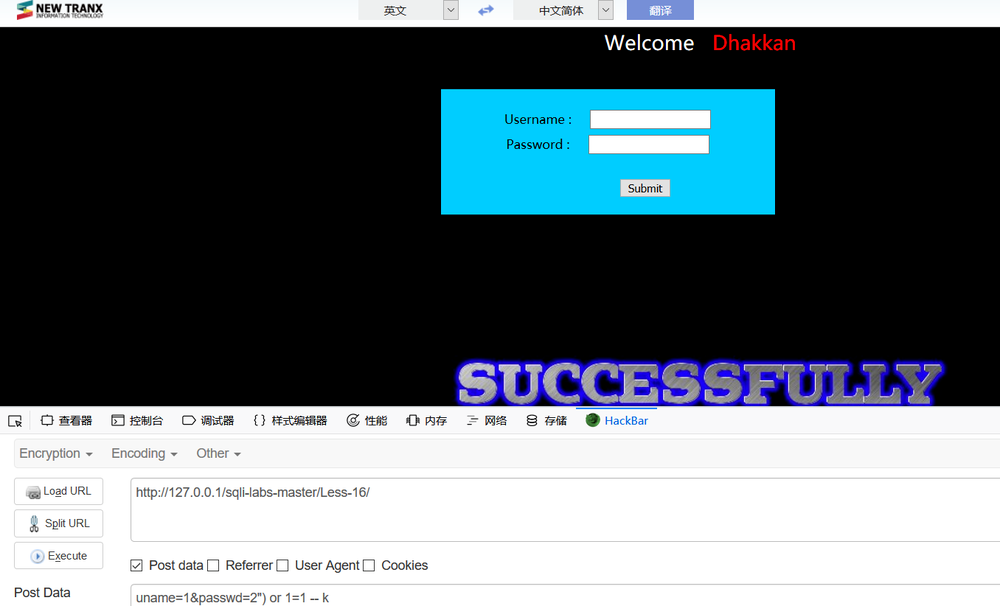 NEW TRANX
INFORMATION TECHNOLOGY
英文 中文简体 翻译
Welcome Dhakkan
Username :
Password :
Submit
SUCCESSFULLY
查看器 控制台 调试器 {} 样式编辑器 性能 内存 网络 存储 HackBar
Encryption Encoding Other
Load URL
http://127.0.0.1/sqli-labs-master/Less-16/
Split URL
Execute
Post data Referrer User Agent Cookies
Post Data
uname=1&passwd=2") or 1=1 -- k